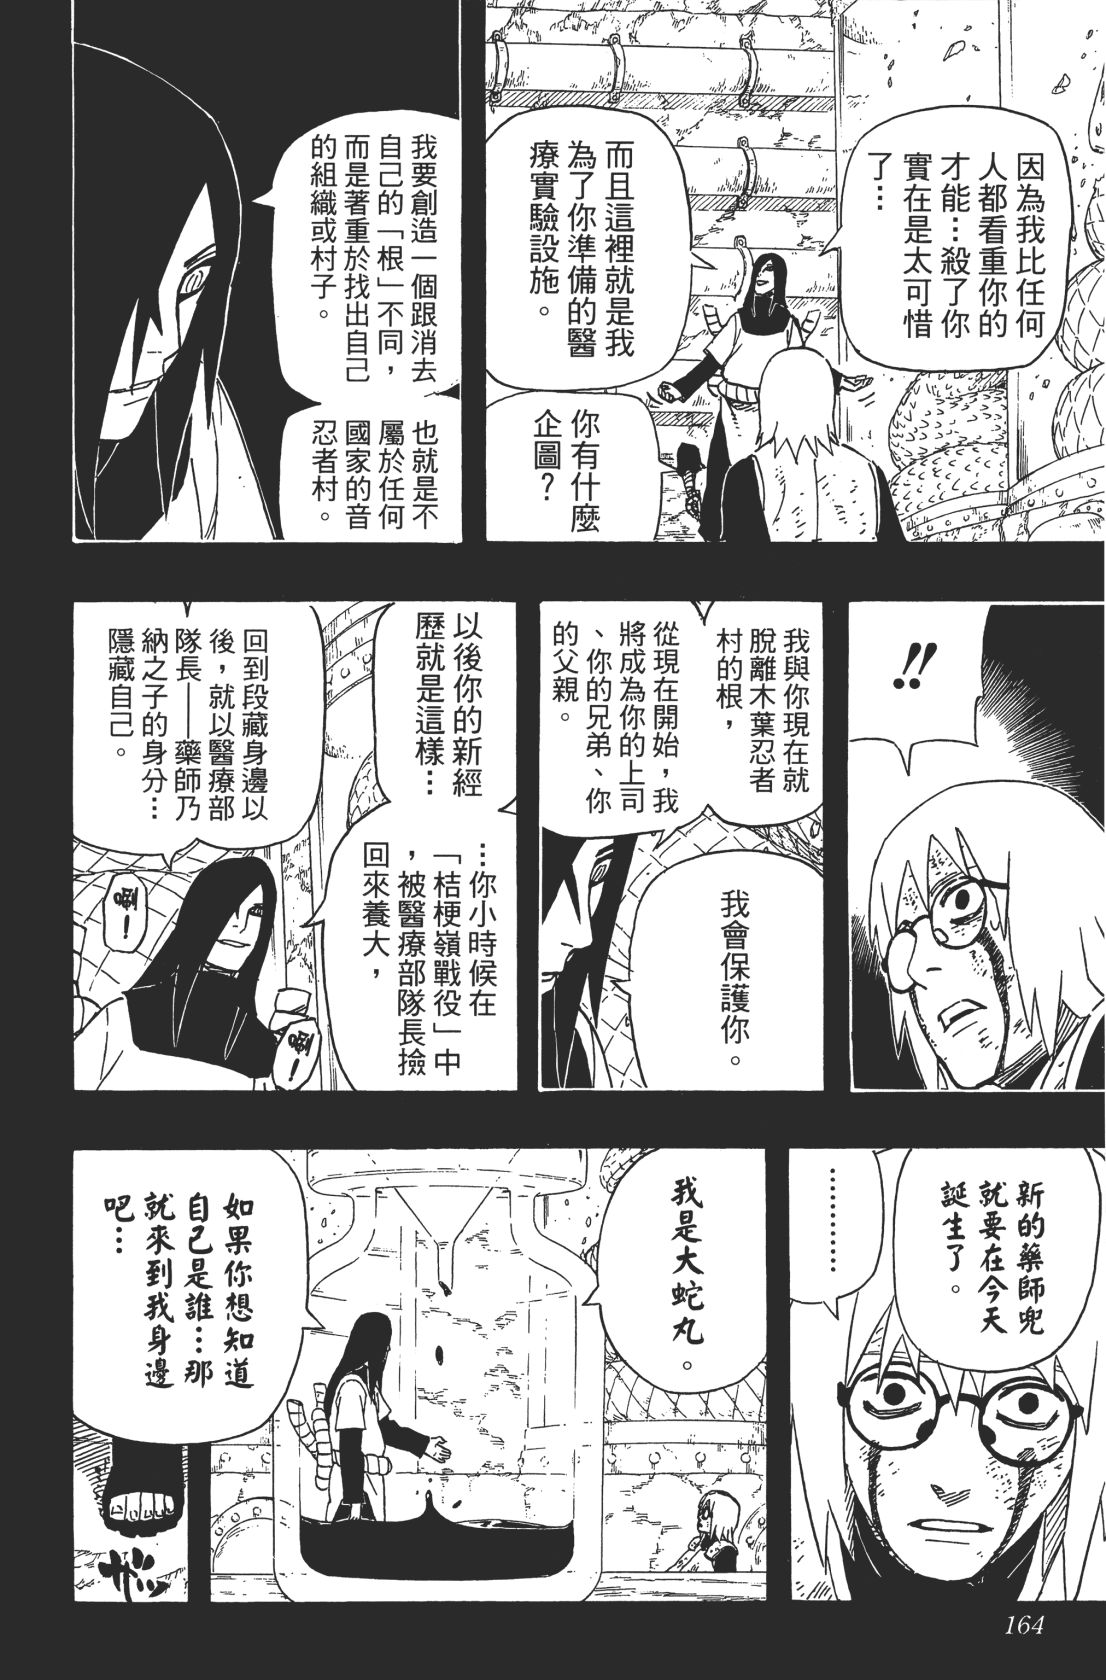 因為我比任何
人都看重你的
才能…殺了你
實在是太可惜
了…
而且這裡就是我
為了你準備的醫
療實驗設施。
你有什麼
企圖？
我要創造一個跟消去
自己的「根」不同，
而是著重於找出自己
的組織或村子。
也就是不
屬於任何
國家的音
忍者村。
!!
我與你現在就
脫離木葉忍者
村的根，
從現在開始，我
將成為你的上司
、你的兄弟、你
的父親。
我會保護你。
以後你的新經
歷就是這樣…
…你小時候在
「桔梗嶺戰役」中
，被醫療部隊長撿
回來養大，
回到段藏身邊以
後，就以醫療部
隊長——藥師乃
納之子的身分…
隱藏自己。
新的藥師兜
就要在今天
誕生了。
…………
我是大蛇丸。
如果你想知道
自己是誰…那
就來到我身邊
吧…
ザッ
164